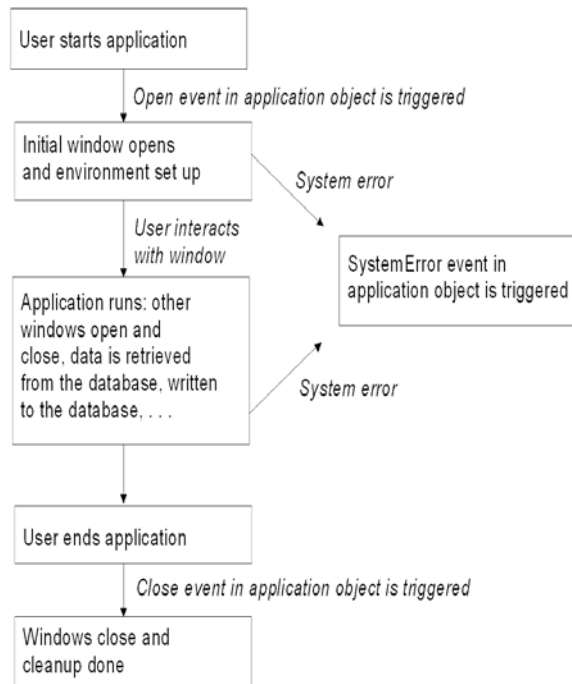 User starts application
Open event in application object is triggered
Initial window opens
and environment set up
System error
User interacts
with window
SystemError event in
application object is triggered
Application runs: other
windows open and
close, data is retrieved
from the database, written
to the database, . . .
System error
User ends application
Close event in application object is triggered
Windows close and
cleanup done